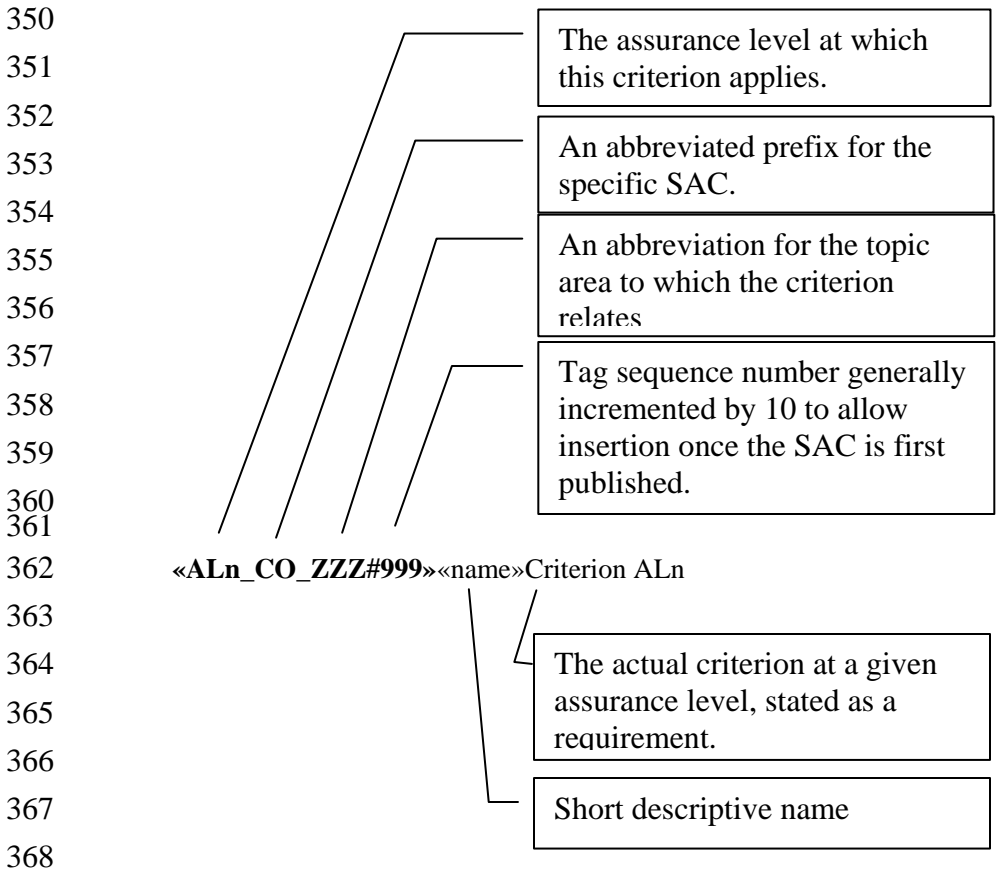 350
The assurance level at which
351
this criterion applies.
352
An abbreviated prefix for the
353
specific SAC.
354
An abbreviation for the topic
355
area to which the criterion
356
relates
357
Tag sequence number generally
358
incremented by 10 to allow
359
insertion once the SAC is first
360
published.
361
362 «ALn_CO_ZZZ#999»«name»Criterion ALn
363
364
The actual criterion at a given
assurance level, stated as a
365
requirement.
366
367
Short descriptive name
368